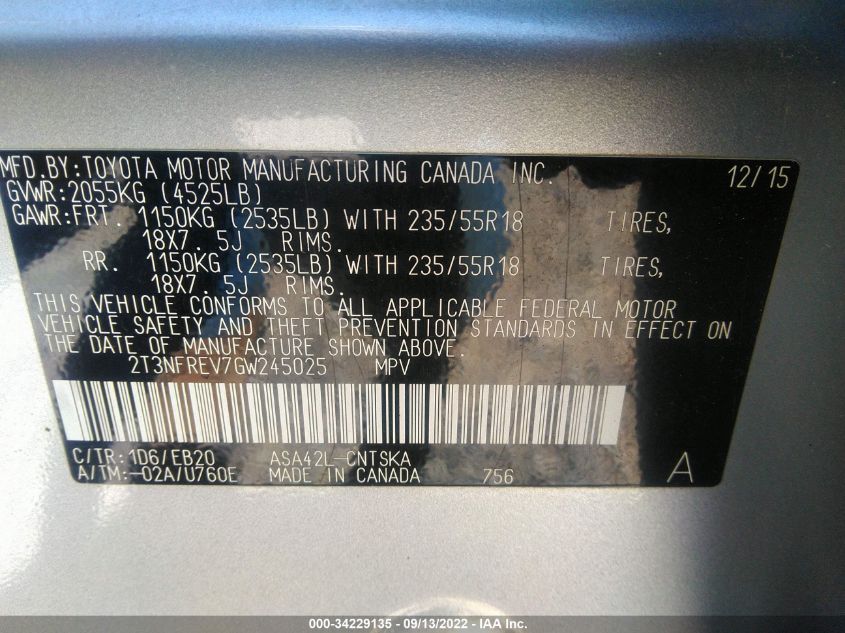 MFD.BY:TOYOTA MOTOR MANUFACTURING CANADA INC. 12/15
GVWR:2055KG (4525LB)
GAWR:FRT. 1150KG (2535LB) WITH 235/55R18 TIRES,
18X7.5J RIMS.
RR. 1150KG (2535LB) WITH 235/55R18 TIRES,
18X7.5J RIMS.
THIS VEHICLE CONFORMS TO ALL APPLICABLE FEDERAL MOTOR
VEHICLE SAFETY AND THEFT PREVENTION STANDARDS IN EFFECT ON
THE DATE OF MANUFACTURE SHOWN ABOVE.
2T3NFREV7GW245025 MPV
C/TR:1D6/EB20 ASA42L-CNTSKA
A/TM:-02A/U760E MADE IN CANADA 756 A
000-34229135 - 09/13/2022 - IAA Inc.